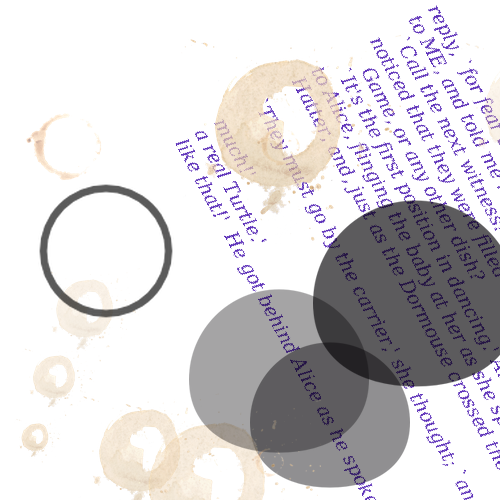 reply, `for fear
to ME, and told me
`Call the next witness
noticed that they were filled
Game, or any other dish?
`It's the first position in dancing.'
to Alice, flinging the baby at her as she
Hatter, and, just as the Dormouse crossed
`They must go by the carrier,' she thought; `
much!'
a real Turtle.'
like that!' He got behind Alice as he spoke